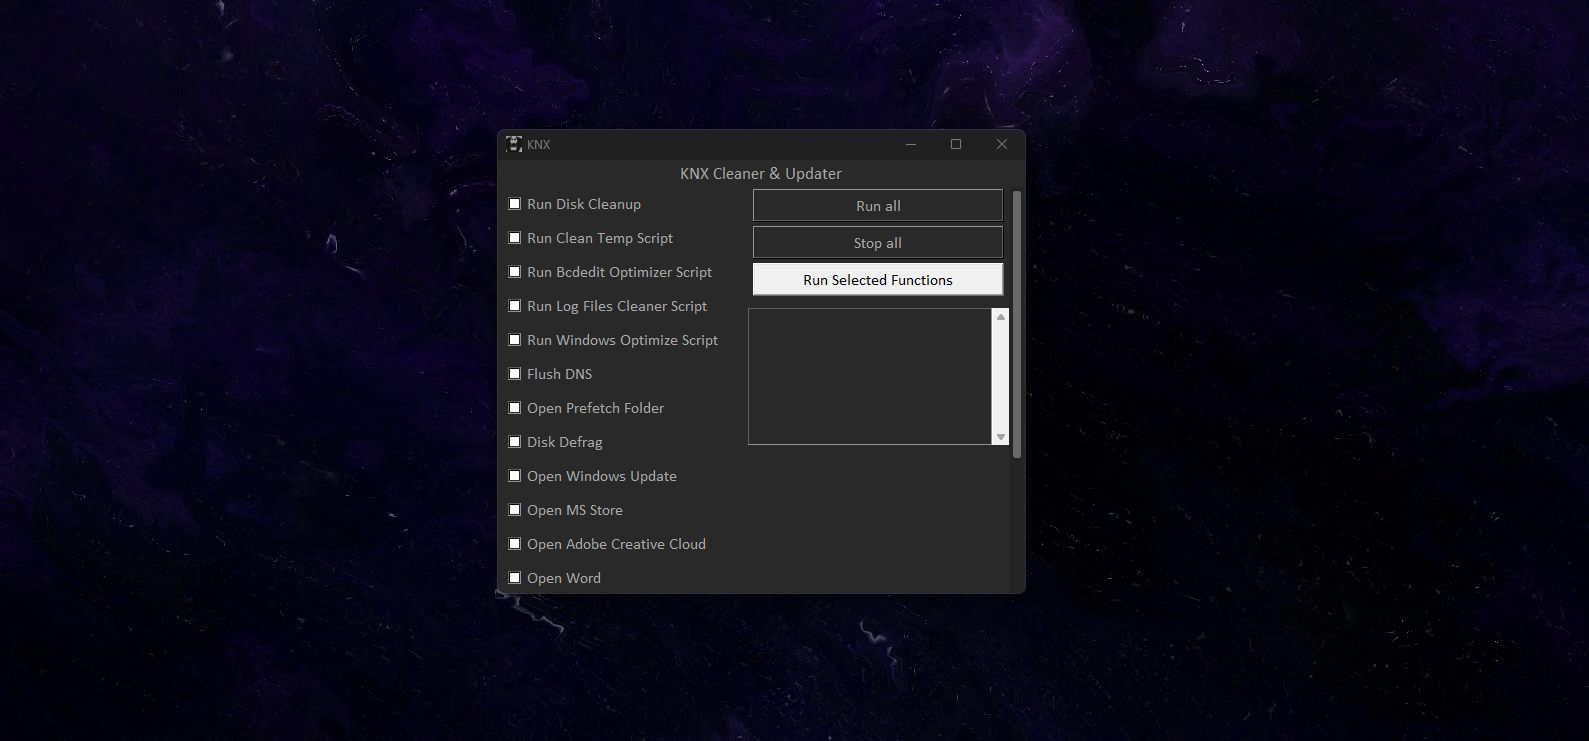 KNX
KNX Cleaner & Updater
Run Disk Cleanup
Run Clean Temp Script
Run Bcdedit Optimizer Script
Run Log Files Cleaner Script
Run Windows Optimize Script
Flush DNS
Open Prefetch Folder
Disk Defrag
Open Windows Update
Open MS Store
Open Adobe Creative Cloud
Open Word
Run all
Stop all
Run Selected Functions